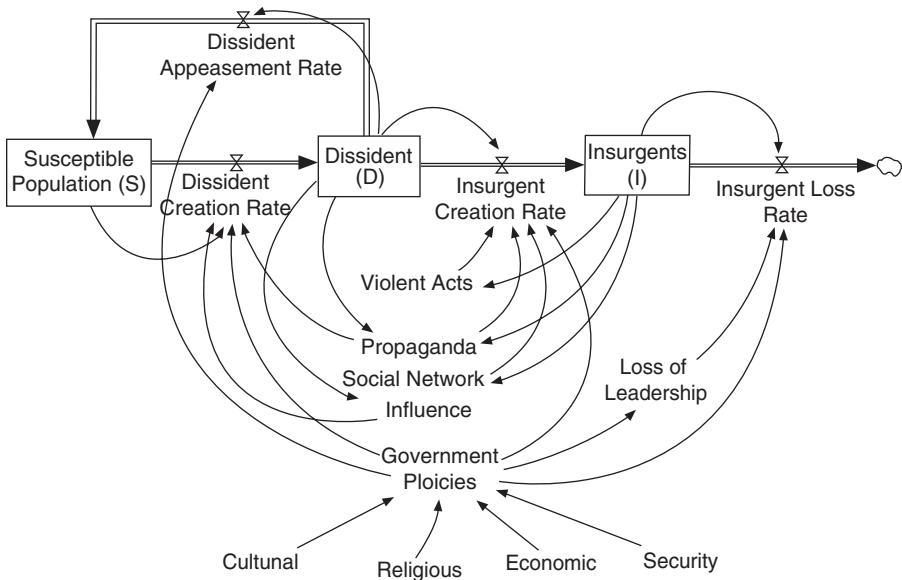 Dissident
Appeasement Rate
Susceptible
Population (S)
Dissident
Creation Rate
Dissident
(D)
Insurgent
Creation Rate
Insurgents
(I)
Insurgent Loss
Rate
Violent Acts
Propaganda
Social Network
Influence
Loss of
Leadership
Government
Ploicies
Cultunal
Religious
Economic
Security